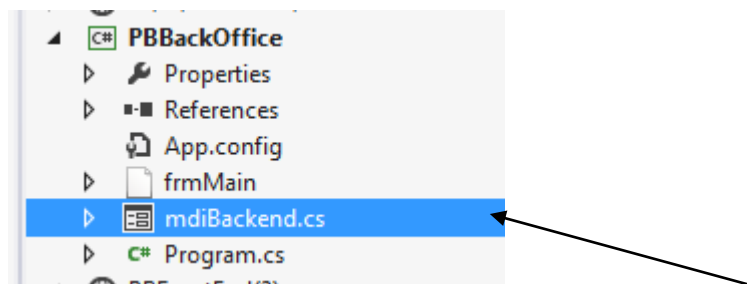 C# PBBackOffice
Properties
References
App.config
frmMain
mdiBackend.cs
C# Program.cs